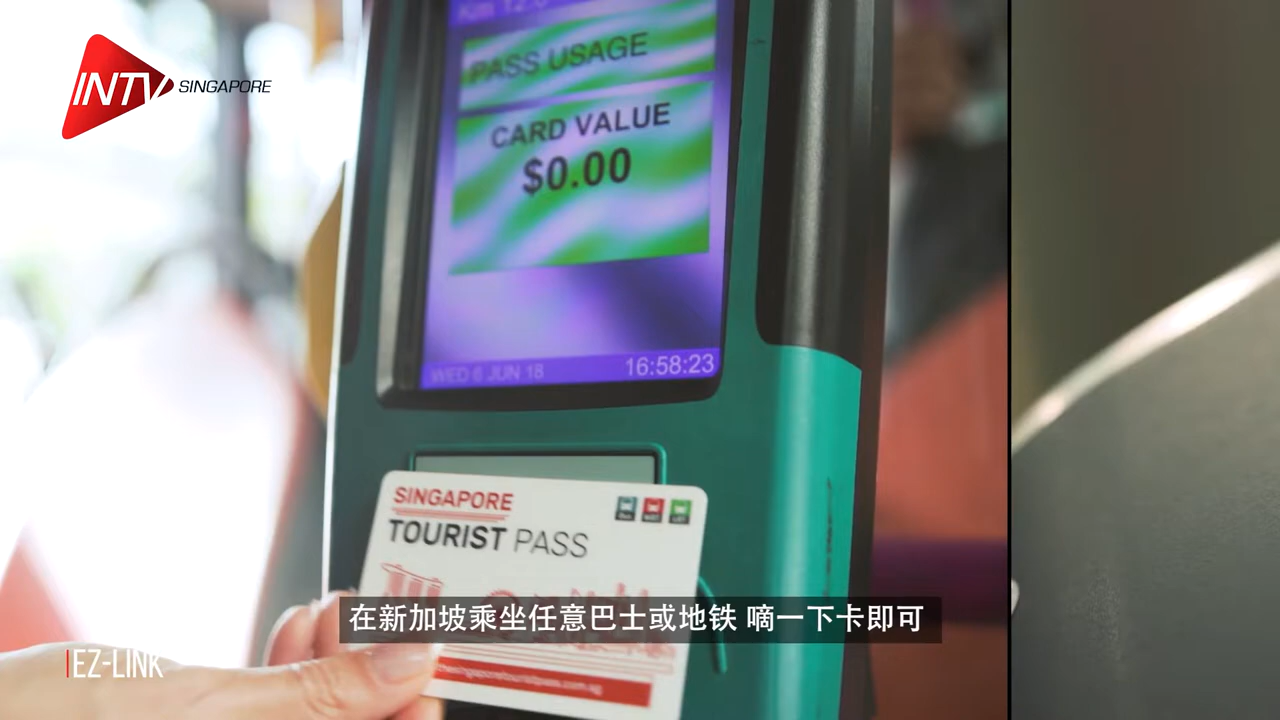 INTV SINGAPORE
PASS USAGE
CARD VALUE
$0.00
WED 6 JUN 18 16:58:23
SINGAPORE
TOURIST PASS
在新加坡乘坐任意巴士或地铁 嘀一下卡即可
EZ-LINK